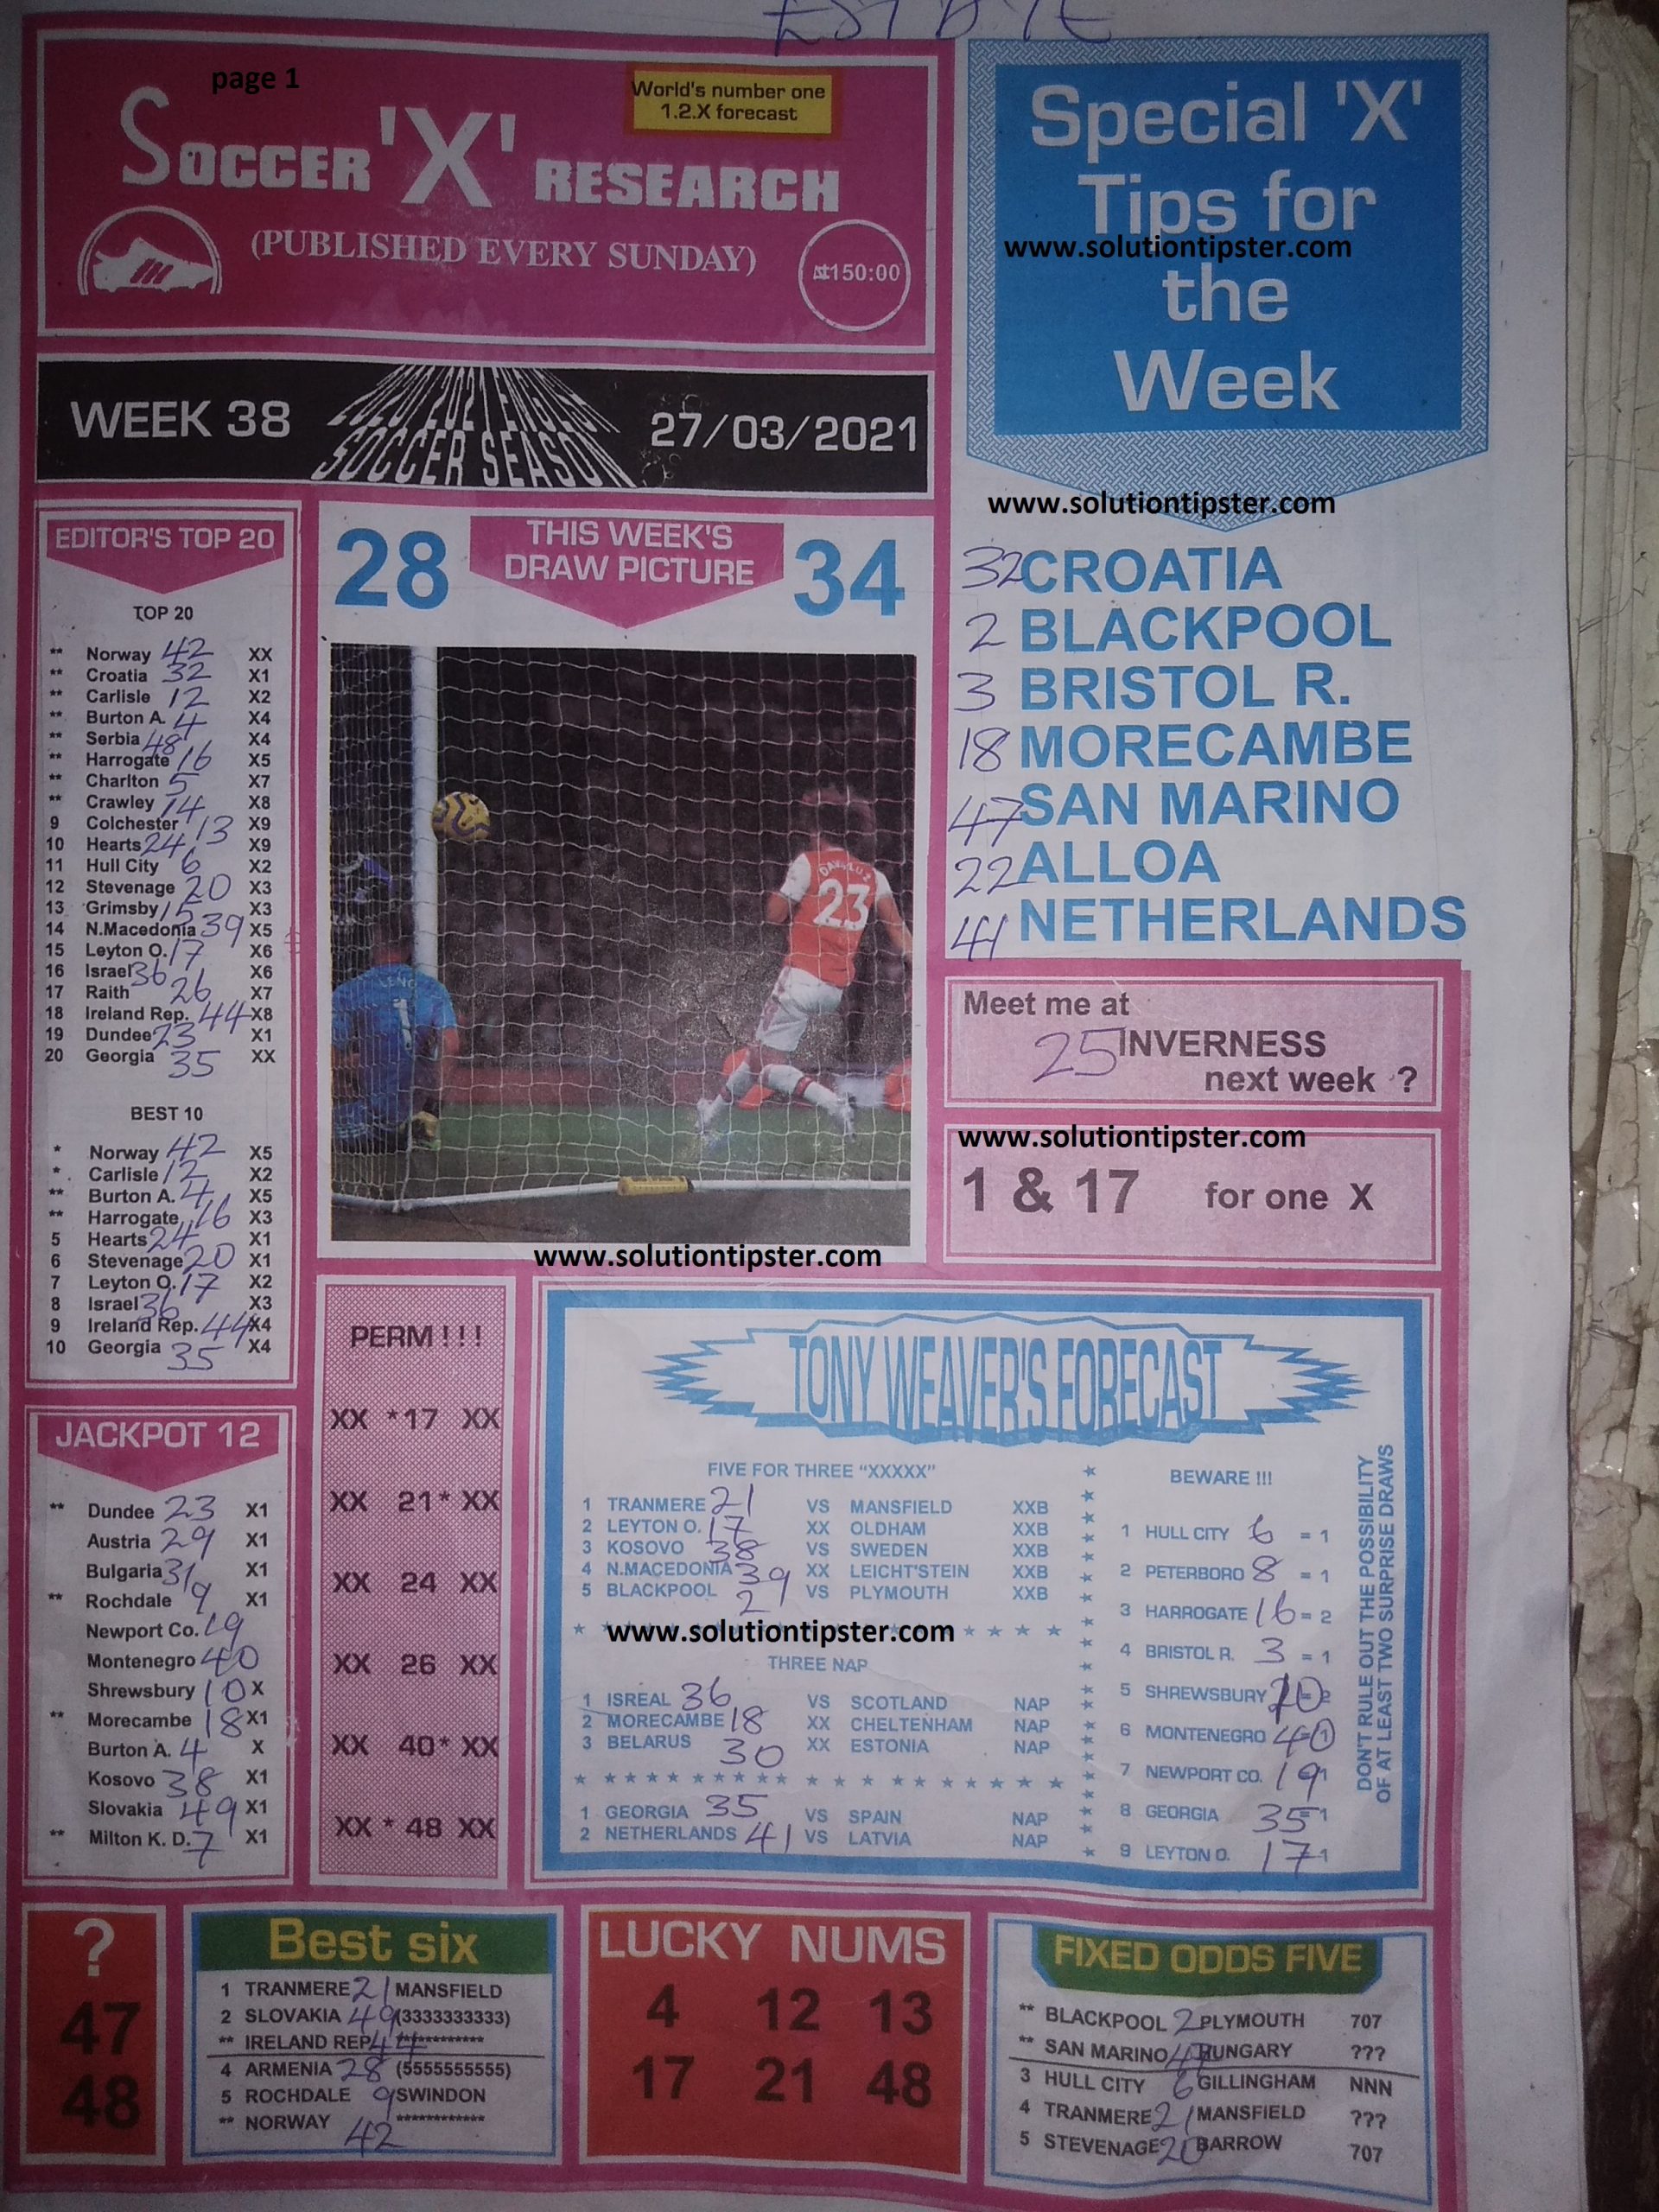 page 1
World's number one
1.2.X forecast
SOCCER 'X' RESEARCH
(PUBLISHED EVERY SUNDAY)
₦150:00
WEEK 38
2020/2021 ENGLISH
SOCCER SEASON
27/03/2021
EDITOR'S TOP 20
TOP 20
** Norway 42 XX
** Croatia 32 X1
** Carlisle 12 X2
** Burton A. 4 X4
** Serbia 48 X4
** Harrogate 16 X5
** Charlton 5 X7
** Crawley 14 X8
9 Colchester 13 X9
10 Hearts 24 X9
11 Hull City 6 X2
12 Stevenage 20 X3
13 Grimsby 15 X3
14 N.Macedonia 39 X5
15 Leyton O. 17 X6
16 Israel 36 X6
17 Raith 26 X7
18 Ireland Rep. 44 X8
19 Dundee 23 X1
20 Georgia 35 XX
BEST 10
* Norway 42 X5
* Carlisle 12 X2
** Burton A. 4 X5
** Harrogate 16 X3
5 Hearts 24 X1
6 Stevenage 20 X1
7 Leyton O. 17 X2
8 Israel 36 X3
9 Ireland Rep. 44 X4
10 Georgia 35 X4
28 THIS WEEK'S 34
DRAW PICTURE
DAVI LUIZ
23
LENO
1
www.solutiontipster.com
Special 'X'
Tips for
www.solutiontipster.com
the
Week
www.solutiontipster.com
32 CROATIA
2 BLACKPOOL
3 BRISTOL R.
18 MORECAMBE
47 SAN MARINO
22 ALLOA
41 NETHERLANDS
Meet me at
25 INVERNESS
next week ?
www.solutiontipster.com
1 & 17 for one X
JACKPOT 12
** Dundee 23 X1
Austria 29 X1
Bulgaria 31 X1
** Rochdale 9 X1
Newport Co. 19
Montenegro 40
Shrewsbury 10 X
** Morecambe 18 X1
Burton A. 4 X
Kosovo 38 X1
Slovakia 49 X1
** Milton K. D. 7 X1
PERM ! ! !
XX *17 XX
XX 21* XX
XX 24 XX
XX 26 XX
XX 40* XX
XX * 48 XX
TONY WEAVER'S FORECAST
FIVE FOR THREE "XXXXX"
1 TRANMERE 21 VS MANSFIELD XXB
2 LEYTON O. 17 XX OLDHAM XXB
3 KOSOVO 38 VS SWEDEN XXB
4 N.MACEDONIA 39 XX LEICHT'STEIN XXB
5 BLACKPOOL 2 VS PLYMOUTH XXB
www.solutiontipster.com
THREE NAP
1 ISREAL 36 VS SCOTLAND NAP
2 MORECAMBE 18 XX CHELTENHAM NAP
3 BELARUS 30 XX ESTONIA NAP
1 GEORGIA 35 VS SPAIN NAP
2 NETHERLANDS 41 VS LATVIA NAP
BEWARE !!!
1 HULL CITY 6 = 1
2 PETERBORO 8 = 1
3 HARROGATE 16 = 2
4 BRISTOL R. 3 = 1
5 SHREWSBURY 10 = 2
6 MONTENEGRO 40 =1
7 NEWPORT CO. 19 1
8 GEORGIA 35 =1
9 LEYTON O. 17 1
DON'T RULE OUT THE POSSIBILITY
OF AT LEAST TWO SURPRISE DRAWS
?
47
48
Best six
1 TRANMERE 21 MANSFIELD
2 SLOVAKIA 49 (3333333333)
** IRELAND REP 44 ************
4 ARMENIA 28 (5555555555)
5 ROCHDALE 9 SWINDON
** NORWAY 42 ************
LUCKY NUMS
4 12 13
17 21 48
FIXED ODDS FIVE
** BLACKPOOL 2 PLYMOUTH 707
** SAN MARINO 47 HUNGARY ???
3 HULL CITY 6 GILLINGHAM NNN
4 TRANMERE 21 MANSFIELD ???
5 STEVENAGE 20 BARROW 707